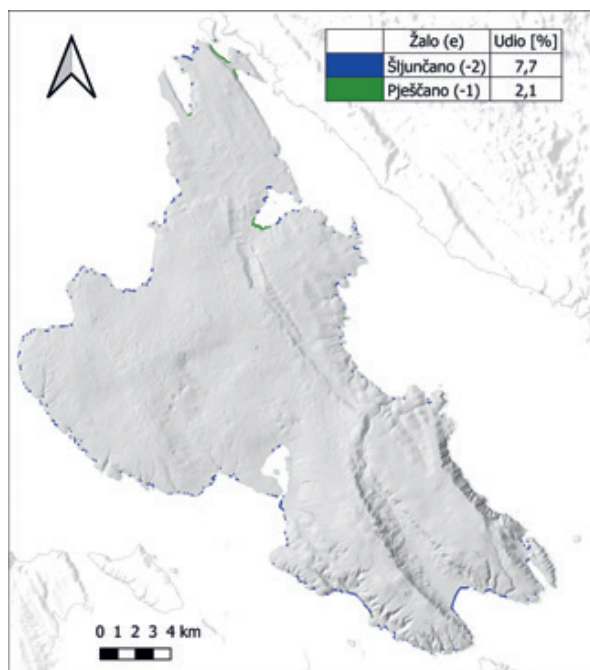 Žalo (e) Udio [%]
Šljunčano (-2) 7,7
Pješčano (-1) 2,1
0 1 2 3 4 km